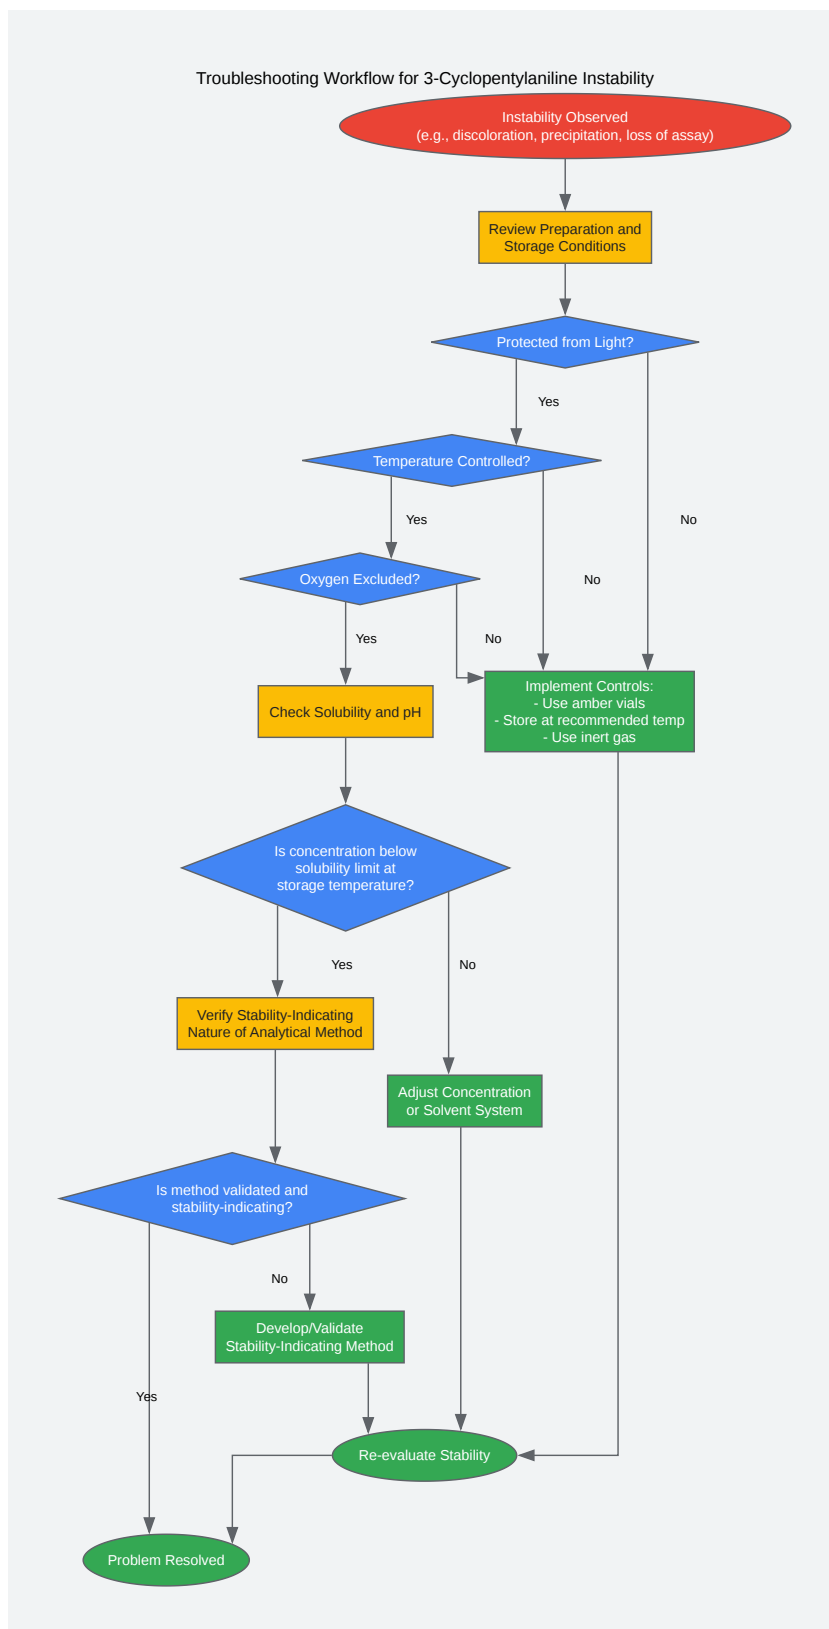 Troubleshooting Workflow for 3-Cyclopentylaniline Instability
Instability Observed
(e.g., discoloration, precipitation, loss of assay)
Review Preparation and
Storage Conditions
Protected from Light?
Yes
Temperature Controlled?
Yes
No
Oxygen Excluded?
No
Yes
No
Implement Controls:
- Use amber vials
- Store at recommended temp
- Use inert gas
Check Solubility and pH
Is concentration below
solubility limit at
storage temperature?
Yes
No
Verify Stability-Indicating
Nature of Analytical Method
Adjust Concentration
or Solvent System
Is method validated and
stability-indicating?
No
Develop/Validate
Stability-Indicating Method
Yes
Re-evaluate Stability
Problem Resolved